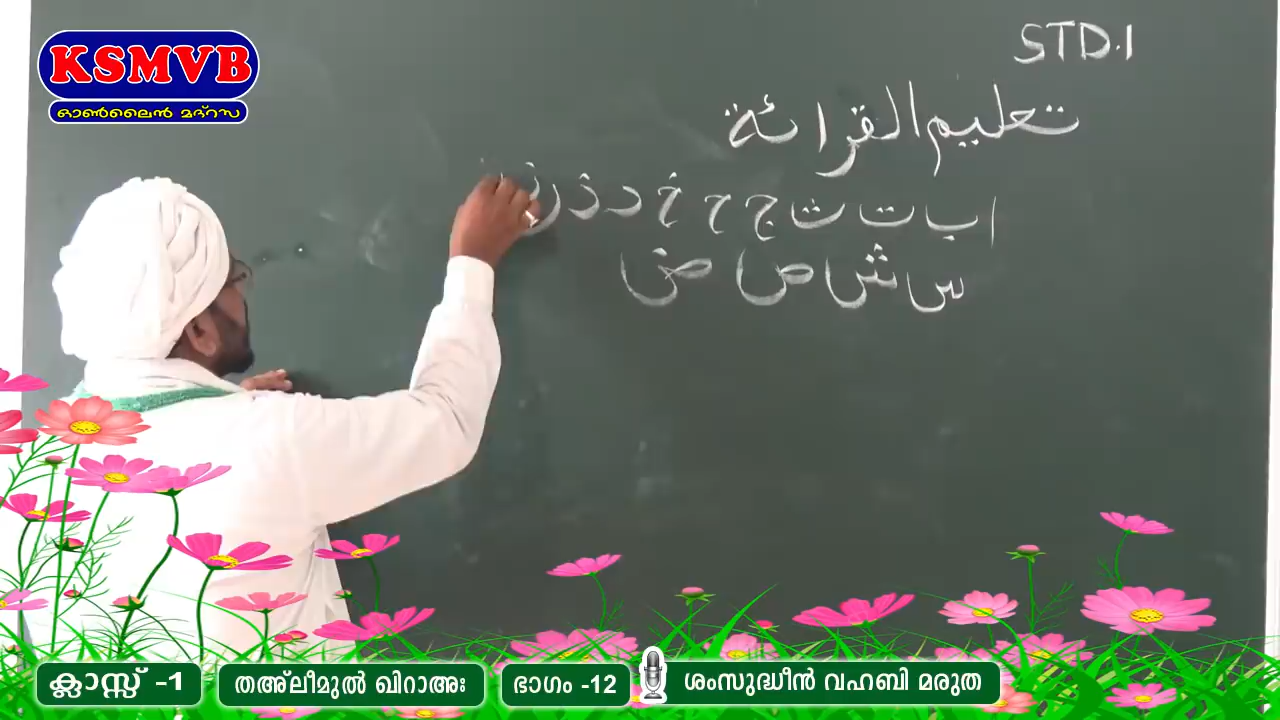 KSMVB
ഓൺലൈൻ മദ്റസ
STD.1
تعليم القرائة
ا ب ت ث ج ح خ د ذ ر ز
س ش ص ض
ക്ലാസ്സ് -1
തഅ്ലീമുൽ ഖിറാഅഃ
ഭാഗം -12
ശംസുദ്ധീൻ വഹബി മരുത